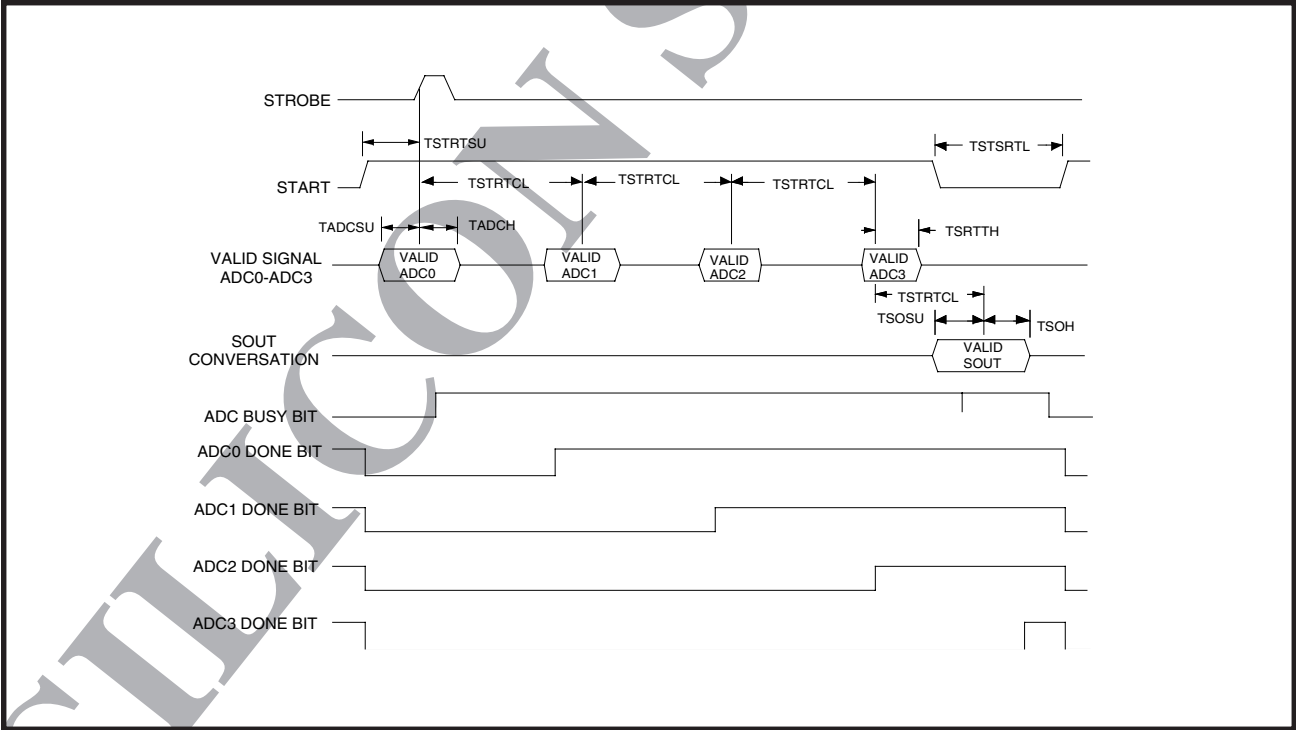 STROBE
TSTRTSU
TSTSRTL
START
TSTRTCL
TSTRTCL
TSTRTCL
TADCSU
TADCH
TSRTTH
VALID SIGNAL
ADC0-ADC3
VALID
ADC0
VALID
ADC1
VALID
ADC2
VALID
ADC3
TSTRTCL
TSOSU
TSOH
SOUT
CONVERSATION
VALID
SOUT
ADC BUSY BIT
ADC0 DONE BIT
ADC1 DONE BIT
ADC2 DONE BIT
ADC3 DONE BIT
SILICON S